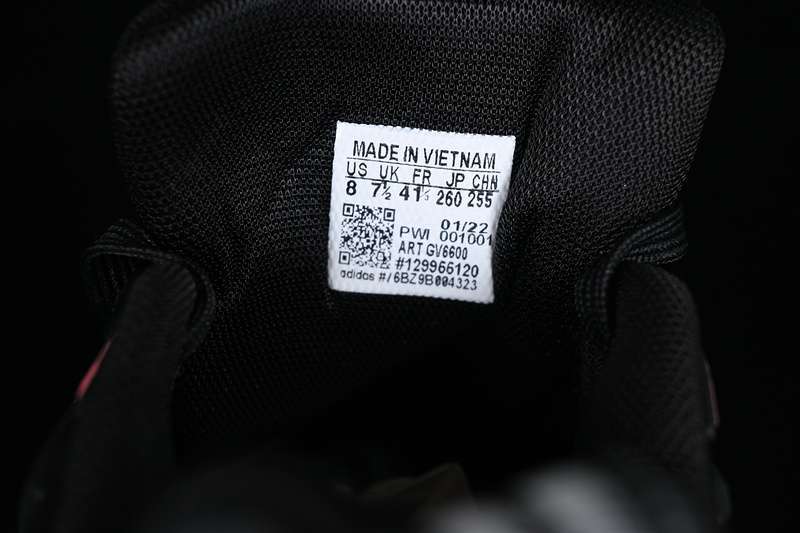 MADE IN VIETNAM
US UK FR JP CHN
8 7½ 41⅓ 260 255
01/22
PWI 001001
ART GV6600
#129966120
adidas #/6BZ9B004323